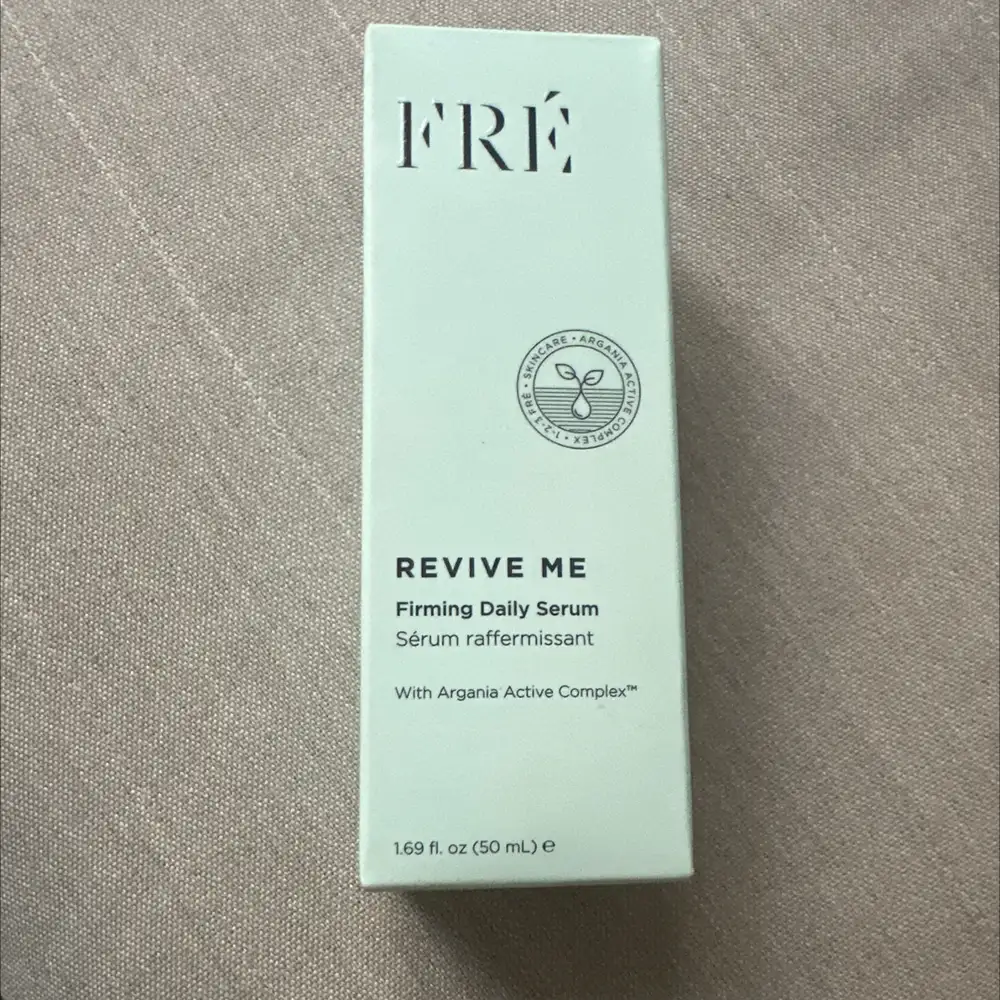 FRÉ
1-2-3 FRÉ • SKINCARE • ARGANIA ACTIVE COMPLEX •
REVIVE ME
Firming Daily Serum
Sérum raffermissant
With Argania Active Complex™
1.69 fl. oz (50 mL) ℮